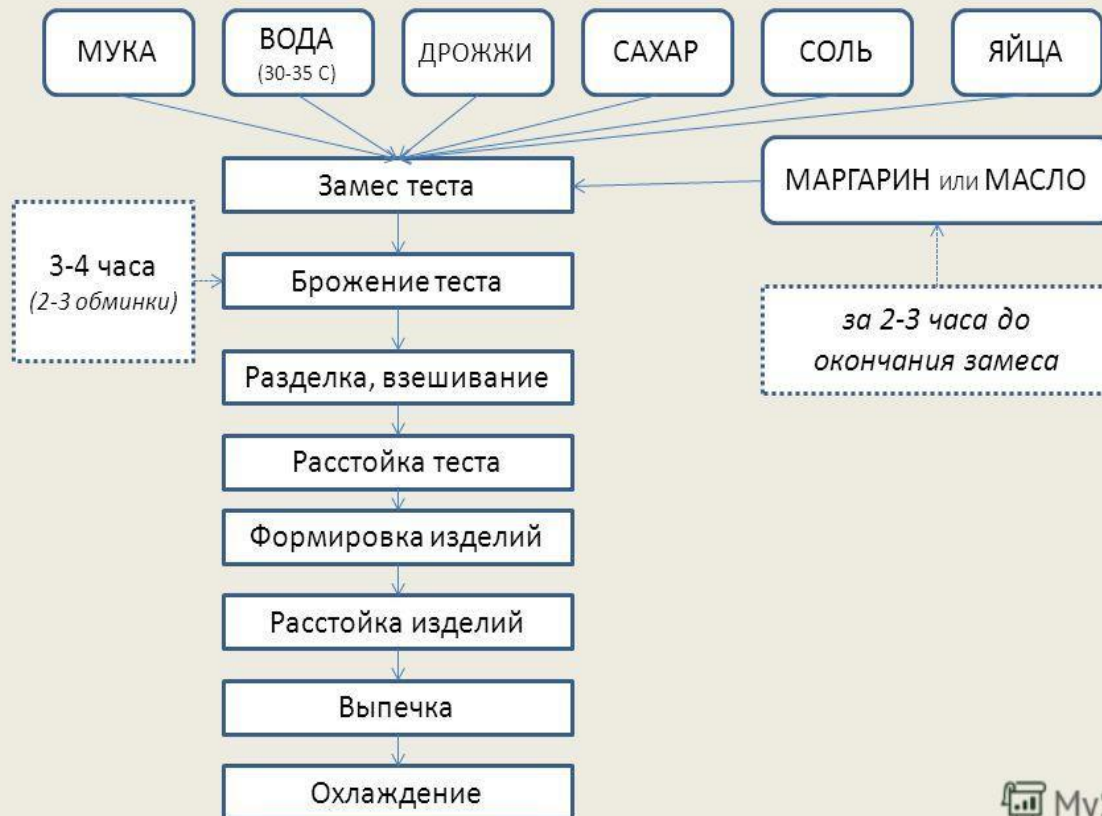 МУКА
ВОДА
(30-35 С)
ДРОЖЖИ
САХАР
СОЛЬ
ЯЙЦА
Замес теста
МАРГАРИН или МАСЛО
3-4 часа
(2-3 обминки)
Брожение теста
за 2-3 часа до
окончания замеса
Разделка, взешивание
Расстойка теста
Формировка изделий
Расстойка изделий
Выпечка
Охлаждение